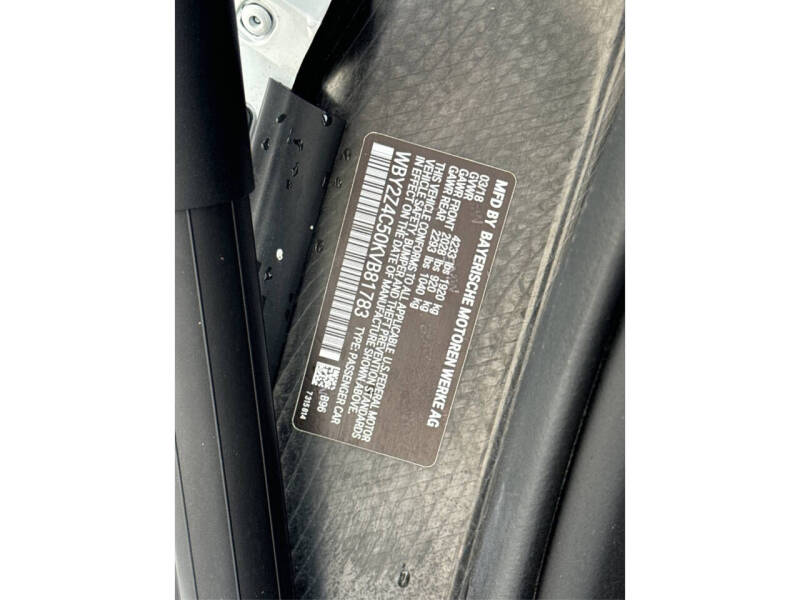 MFD BY BAYERISCHE MOTOREN WERKE AG
03/18
GVWR 4233 lbs 1920 kg
GAWR FRONT 2028 lbs 920 kg
GAWR REAR 2293 lbs 1040 kg
THIS VEHICLE CONFORMS TO ALL APPLICABLE U.S. FEDERAL MOTOR
VEHICLE SAFETY, BUMPER AND THEFT PREVENTION STANDARDS
IN EFFECT ON THE DATE OF MANUFACTURE SHOWN ABOVE.
TYPE: PASSENGER CAR
WBY2Z4C50KVB81783
B96
7315614